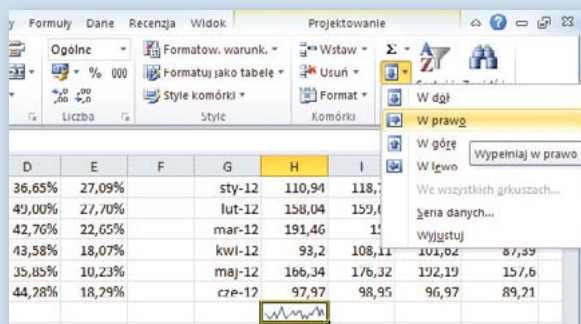 y Formuły Dane Recenzja Widok Projektowanie
Ogólne Formatow. warunk. Wstaw Σ
% 000 Formatuj jako tabelę Usuń
Style komórki Format
Liczba Style Komórki
W dół
W prawo
W górę
W lewo
Wypełniaj w prawo
We wszystkich arkuszach...
Seria danych...
Wyjustuj
D E F G H I
36,65% 27,09% sty-12 110,94 118,7
49,00% 27,70% lut-12 158,04 159,6
42,76% 22,65% mar-12 191,46
43,58% 18,07% kwi-12 93,2 108,11 101,62 87,39
35,85% 10,23% maj-12 166,34 176,32 192,19 157,6
44,28% 18,29% cze-12 97,97 98,95 96,97 89,21